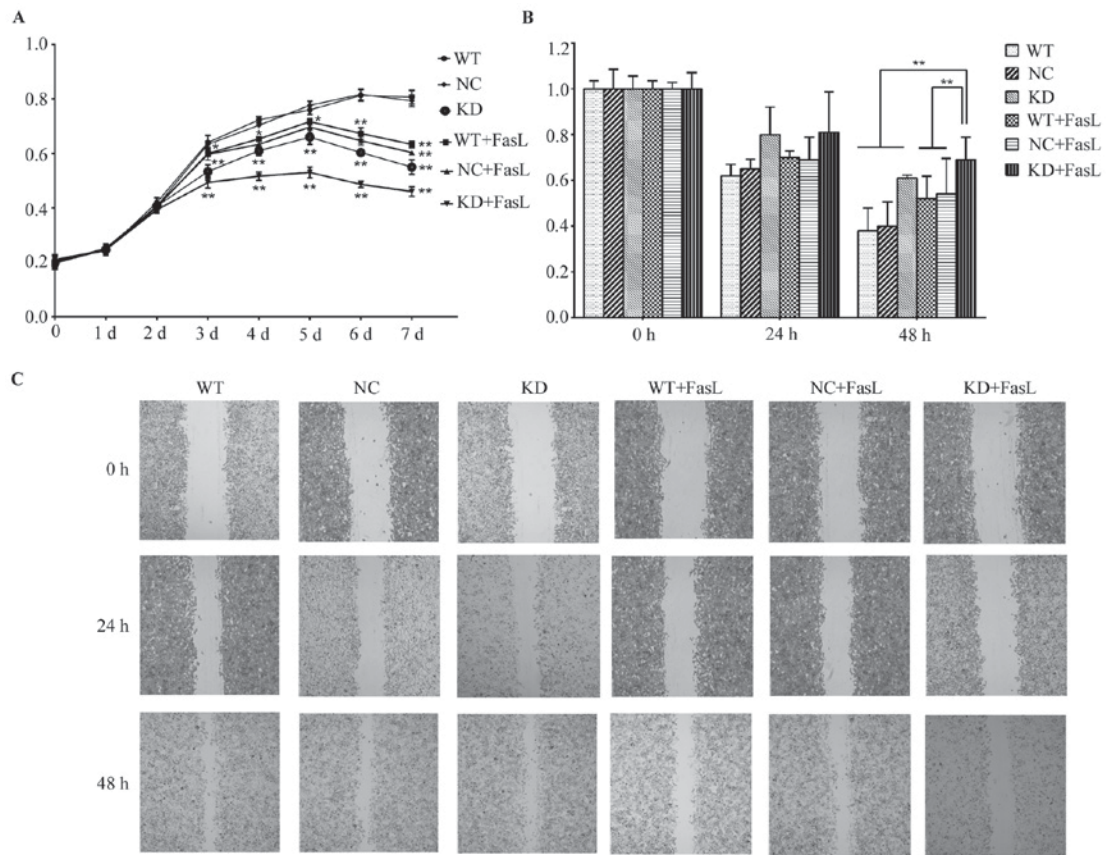 A
1.0
0.8
0.6
0.4
0.2
0.0
0 1 d 2 d 3 d 4 d 5 d 6 d 7 d
* ** ** * ** ** * ** ** ** ** ** ** ** ** **
WT
NC
KD
WT+FasL
NC+FasL
KD+FasL
B
1.2
1.0
0.8
0.6
0.4
0.2
0.0
0 h 24 h 48 h
**
**
WT
NC
KD
WT+FasL
NC+FasL
KD+FasL
C
WT NC KD WT+FasL NC+FasL KD+FasL
0 h
24 h
48 h